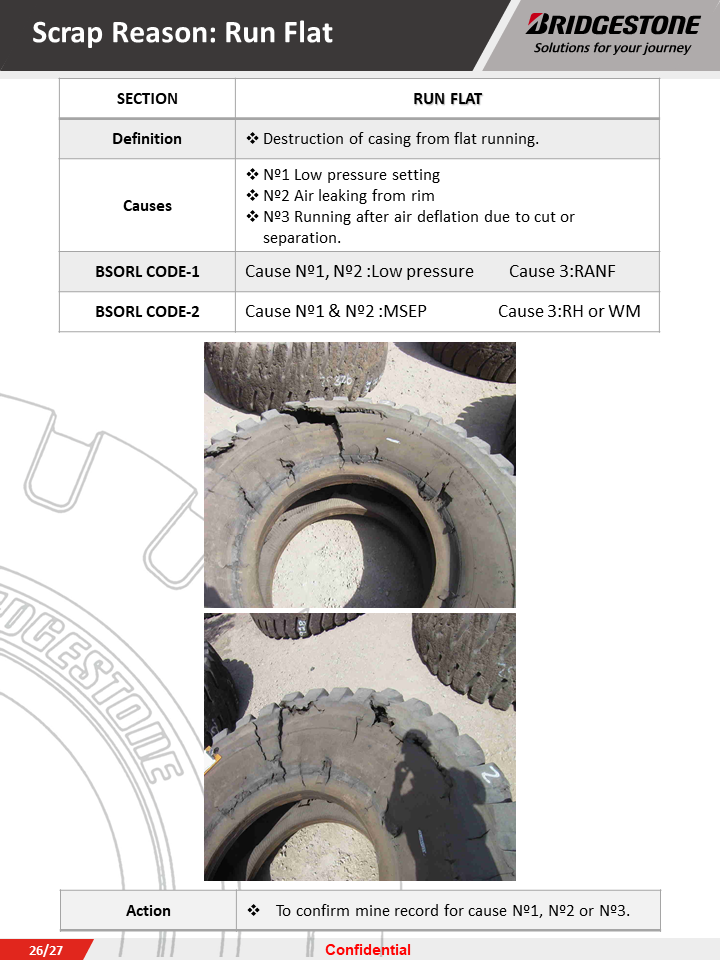 Scrap Reason: Run Flat
BRIDGESTONE
Solutions for your journey
SECTION
RUN FLAT
Definition
❖ Destruction of casing from flat running.
Causes
❖ Nº1 Low pressure setting
❖ Nº2 Air leaking from rim
❖ Nº3 Running after air deflation due to cut or
separation.
BSORL CODE-1
Cause Nº1, Nº2 :Low pressure Cause 3:RANF
BSORL CODE-2
Cause Nº1 & Nº2 :MSEP Cause 3:RH or WM
BRIDGESTONE
Action
❖ To confirm mine record for cause Nº1, Nº2 or Nº3.
26/27
Confidential